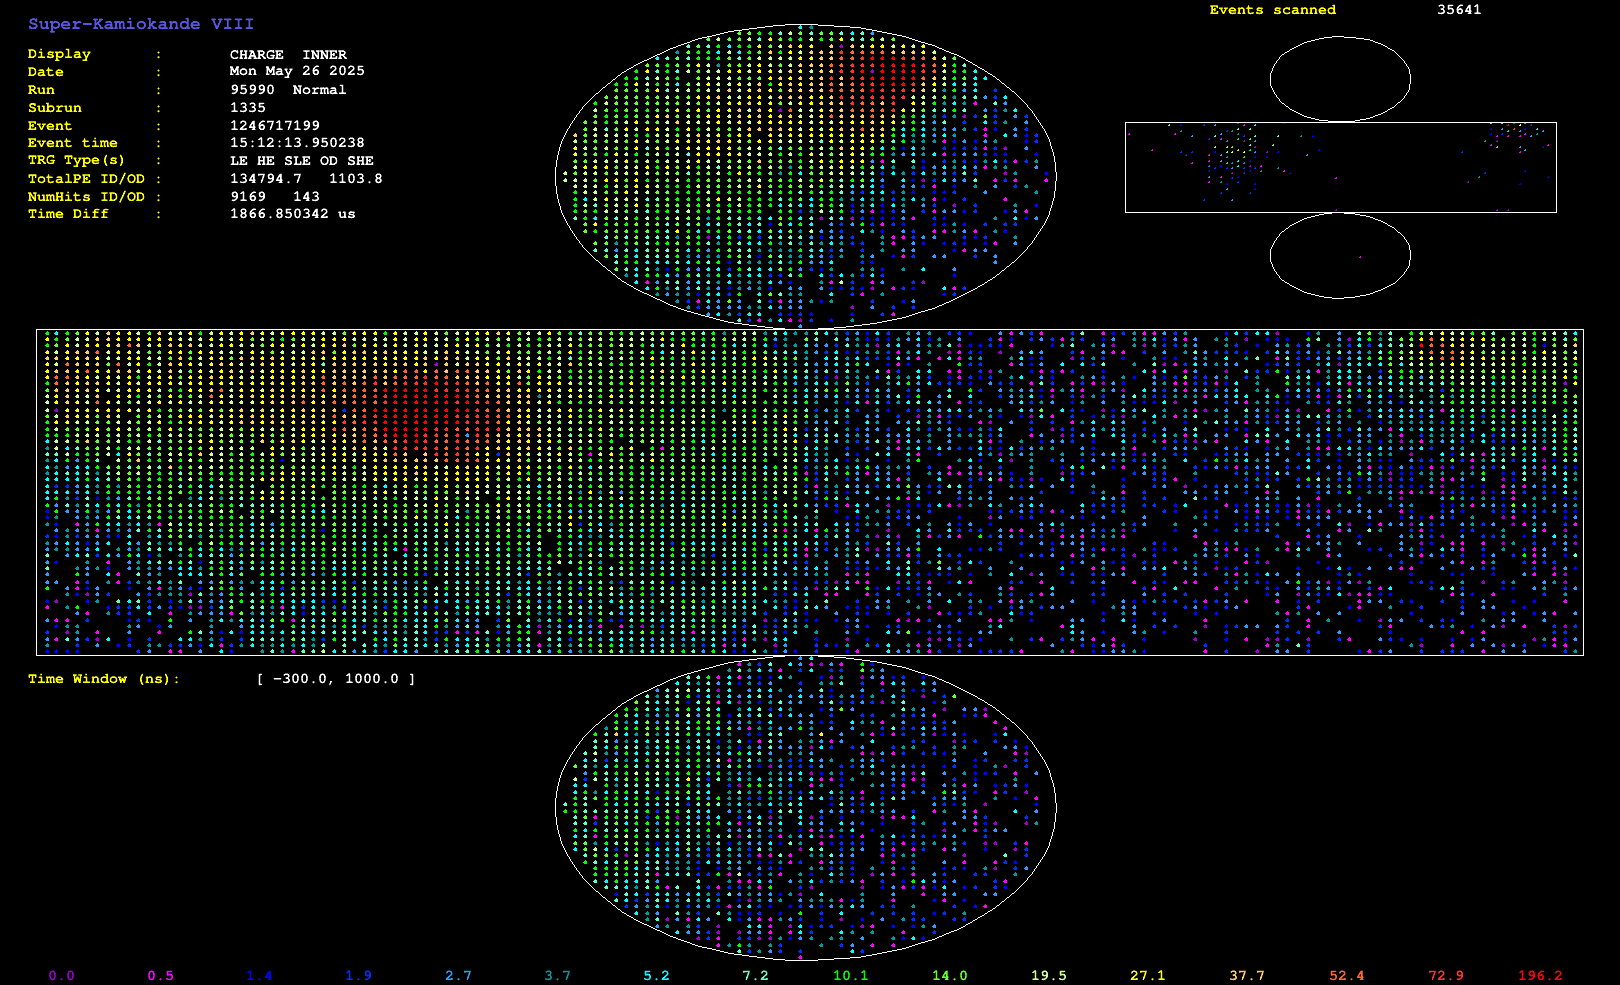 Super-Kamiokande VIII
Events scanned 35641
Display : CHARGE INNER
Date : Mon May 26 2025
Run : 95990 Normal
Subrun : 1335
Event : 1246717199
Event time : 15:12:13.950238
TRG Type(s) : LE HE SLE OD SHE
TotalPE ID/OD : 134794.7 1103.8
NumHits ID/OD : 9169 143
Time Diff : 1866.850342 us
Time Window (ns): [ −300.0, 1000.0 ]
0.0 0.5 1.4 1.9 2.7 3.7 5.2 7.2 10.1 14.0 19.5 27.1 37.7 52.4 72.9 196.2